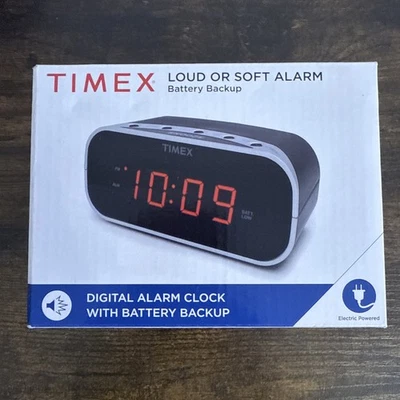 TIMEX
LOUD OR SOFT ALARM
Battery Backup
TIMEX
10:09
DIGITAL ALARM CLOCK
WITH BATTERY BACKUP
Electric Powered